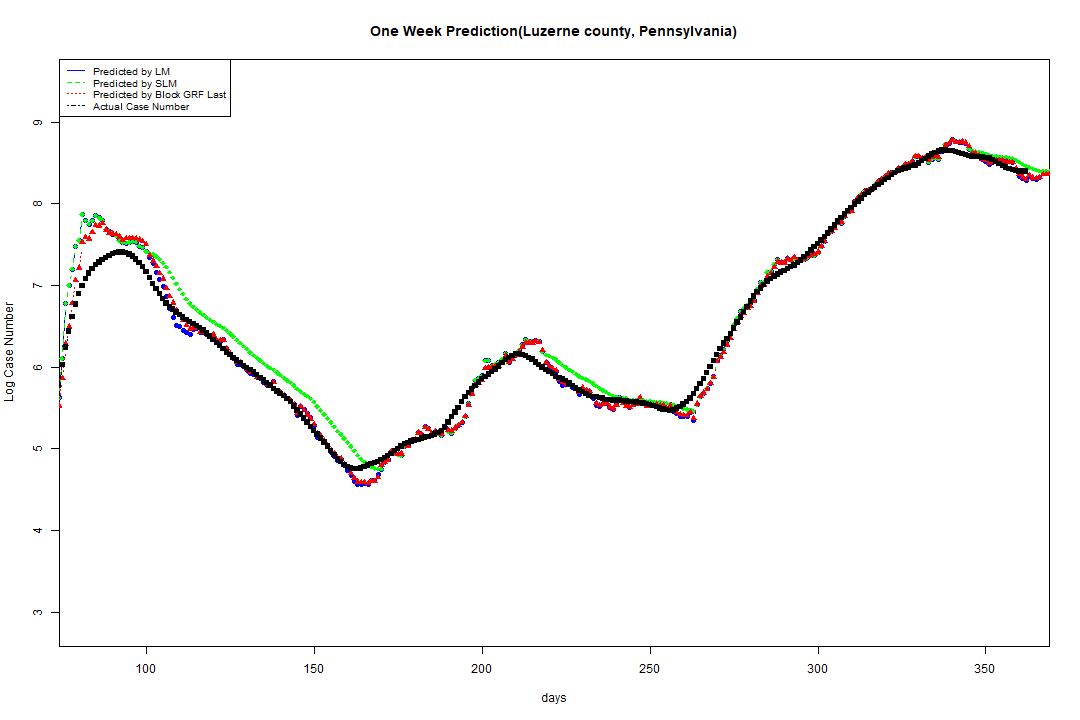 One Week Prediction(Luzerne county, Pennsylvania)
Predicted by LM
Predicted by SLM
Predicted by Block GRF Last
Actual Case Number
9
8
7
6
5
4
3
Log Case Number
100 150 200 250 300 350
days